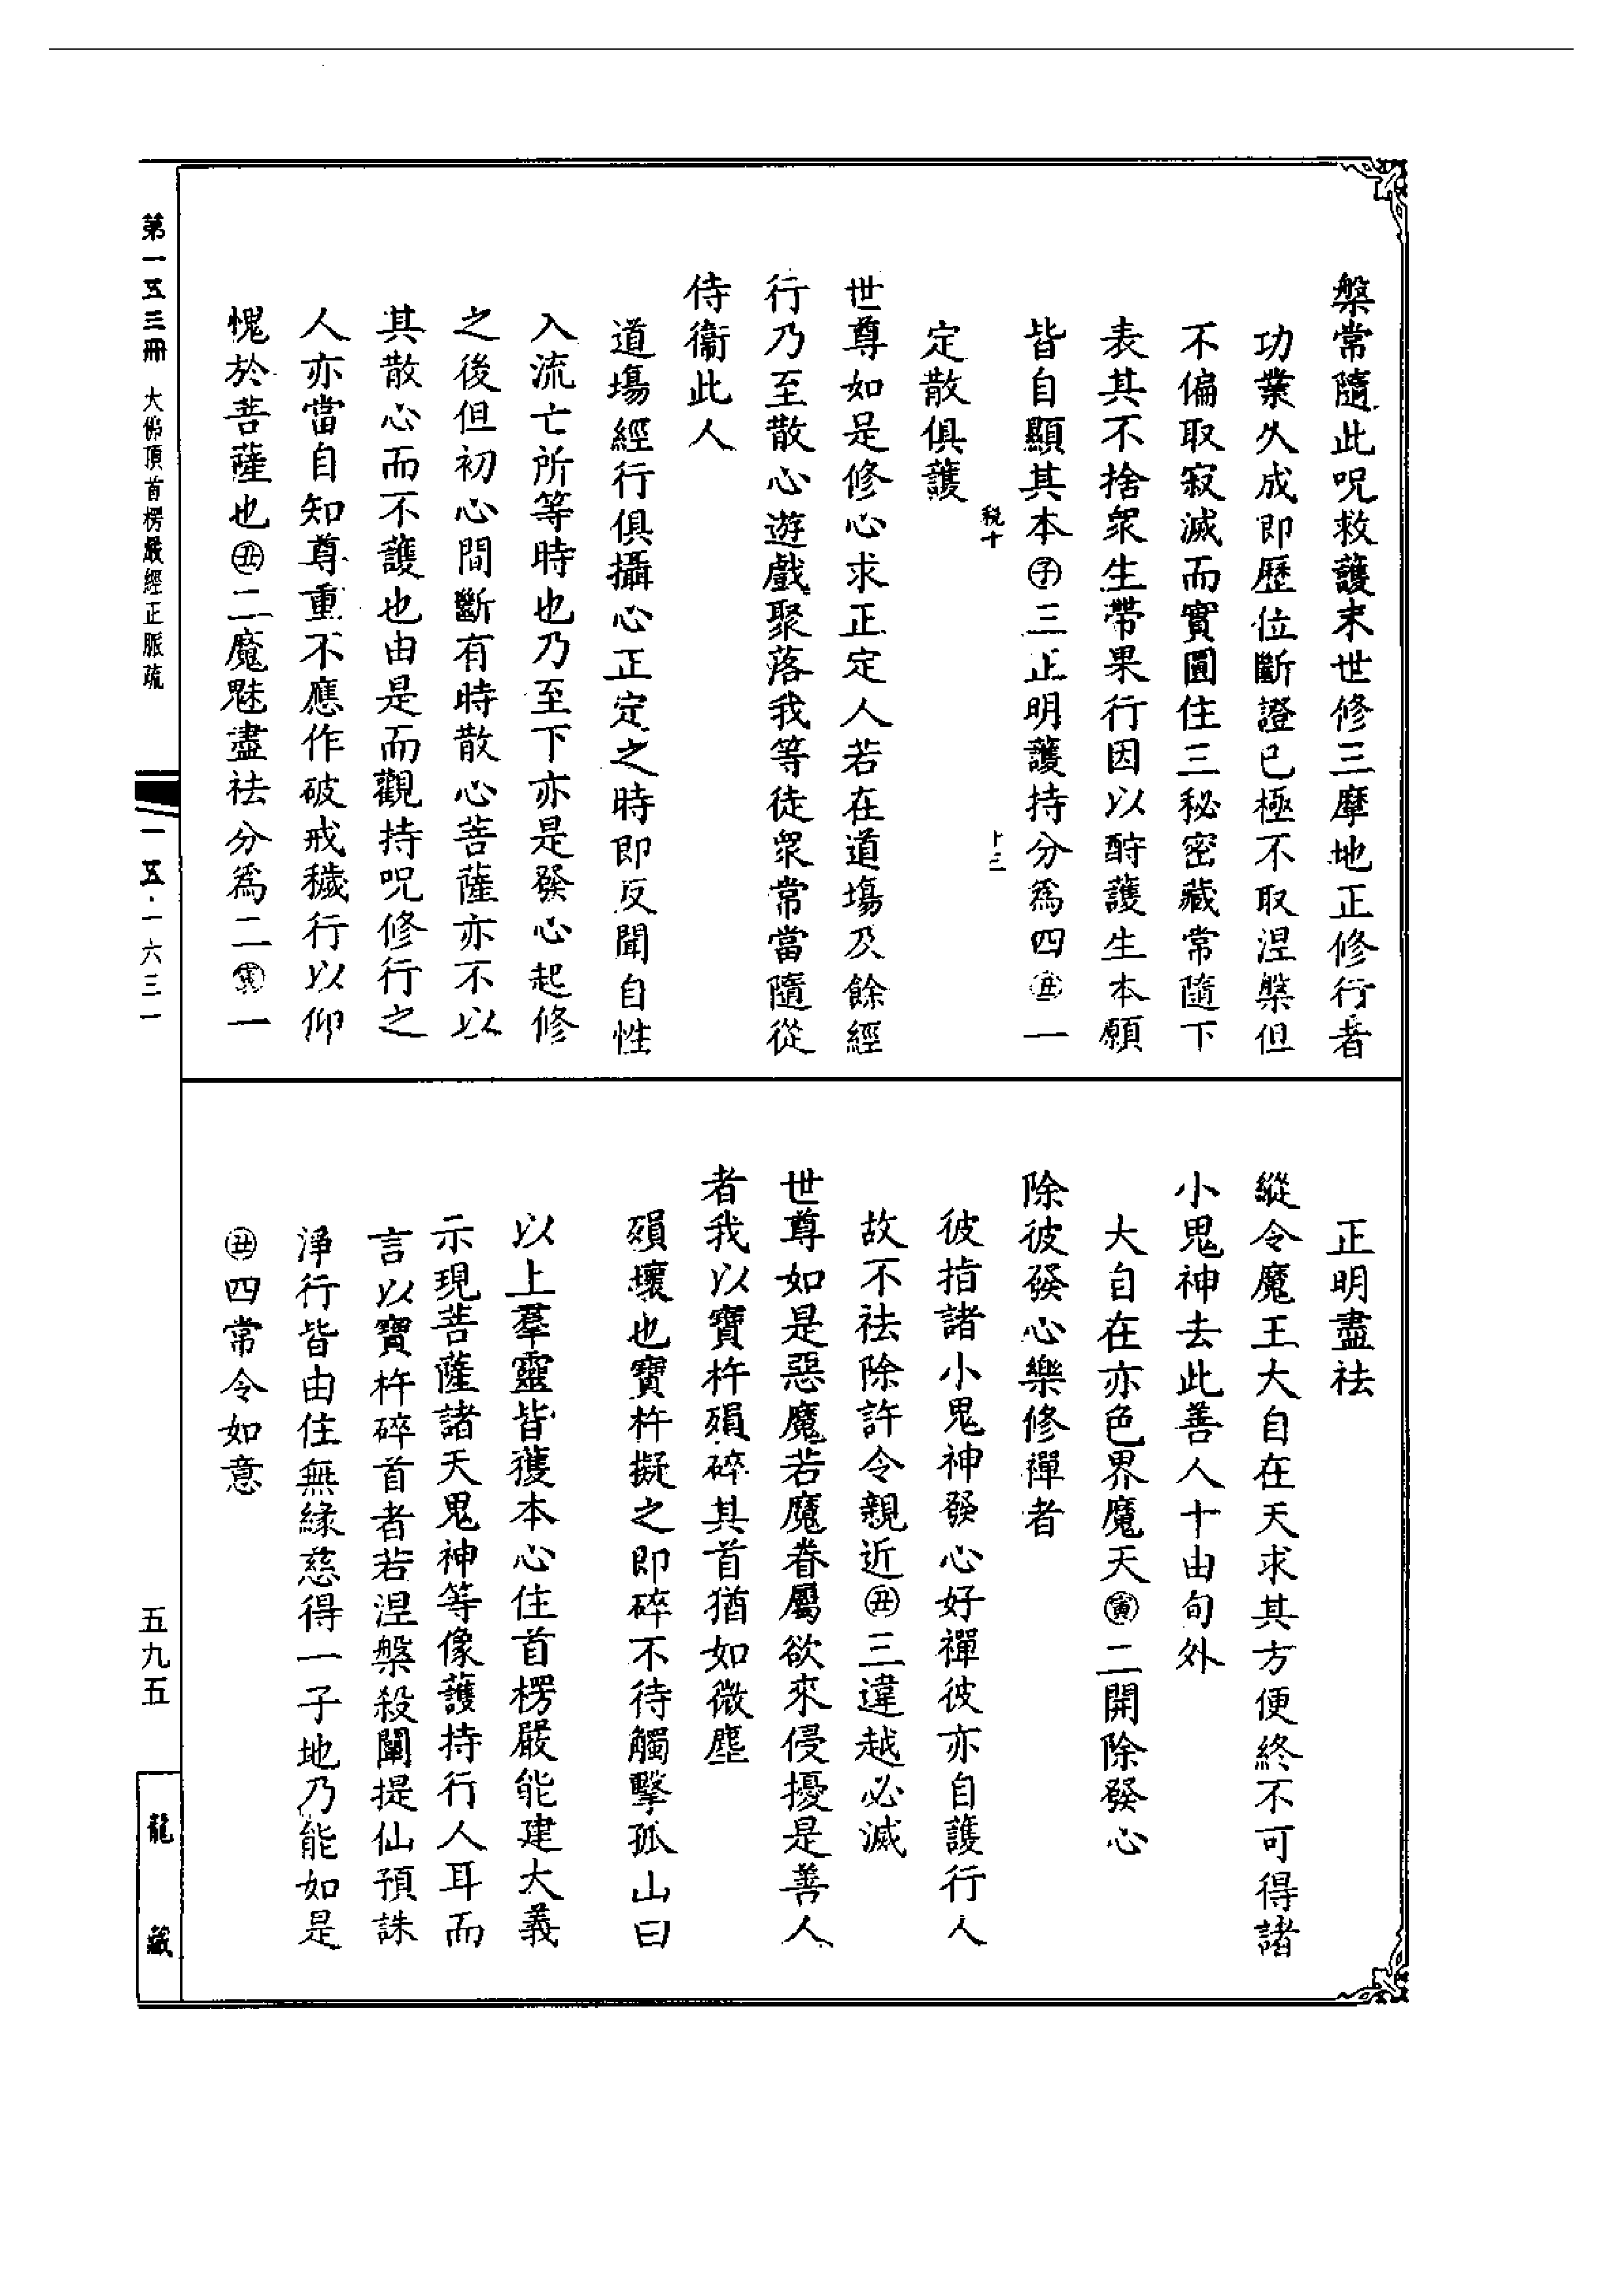 槃常隨此呪救護末世修三摩地正修行者
功業久成即歷位斷證已極不取涅槃但
不偏取寂滅而實圓住三秘密藏常隨下
表其不捨衆生帶果行因以酧護生本願
皆自顯其本㊛子三正明護持分爲四丑一
税十
十三
定散俱護
世尊如是修心求正定人若在道場及餘經
行乃至散心遊戲聚落我等徒衆常當隨從
侍衞此人
道場經行俱攝心正定之時即反聞自性
入流亡所等時也乃至下亦是發心起修
之後但初心間斷有時散心菩薩亦不以
其散心而不護也由是而觀持呪修行之
人亦當自知尊重不應作破戒穢行以仰
愧於菩薩也丑二魔魅盡袪分爲二寅一
正明盡袪
縱令魔王大自在天求其方便終不可得諸
小鬼神去此善人十由旬外
大自在亦色界魔天寅二開除發心
除彼發心樂修禪者
彼指諸小鬼神發心好禪彼亦自護行人
故不袪除許令親近丑三違越必滅
世尊如是惡魔若魔眷屬欲來侵擾是善人
者我以寶杵殞碎其首猶如微塵
殞壞也寶杵擬之即碎不待觸擊孤山曰
以上羣靈皆獲本心住首楞嚴能建大義
示現菩薩諸天鬼神等像護持行人耳而
言以寶杵碎首者若涅槃殺闡提仙預誅
淨行皆由住無緣慈得一子地乃能如是
丑四常令如意
第一五三冊 大佛頂首楞嚴經正脈疏
一五·一六三一
五九五
龍藏